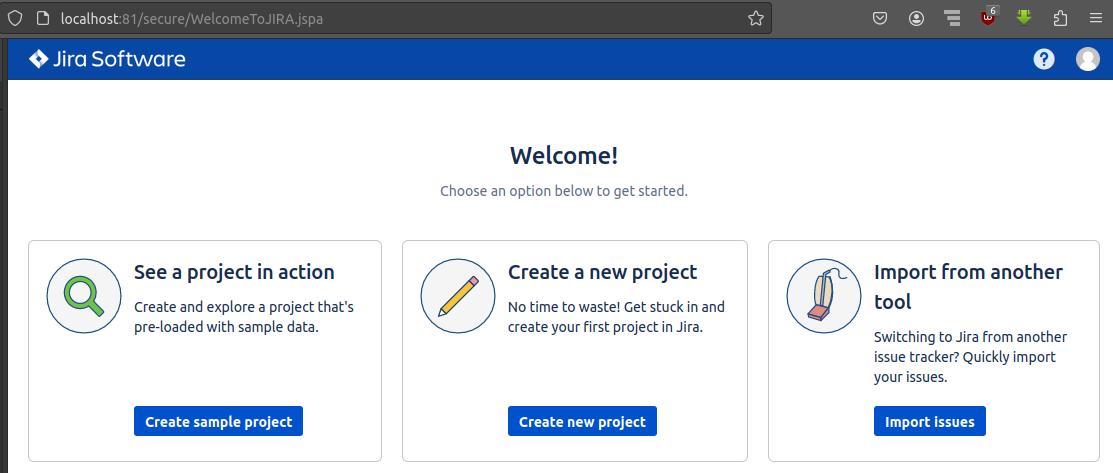 localhost:81/secure/WelcomeToJIRA.jspa
6
Jira Software
?
Welcome!
Choose an option below to get started.
See a project in action
Create and explore a project that's
pre-loaded with sample data.
Create sample project
Create a new project
No time to waste! Get stuck in and
create your first project in Jira.
Create new project
Import from another
tool
Switching to Jira from another
issue tracker? Quickly import
your issues.
Import issues